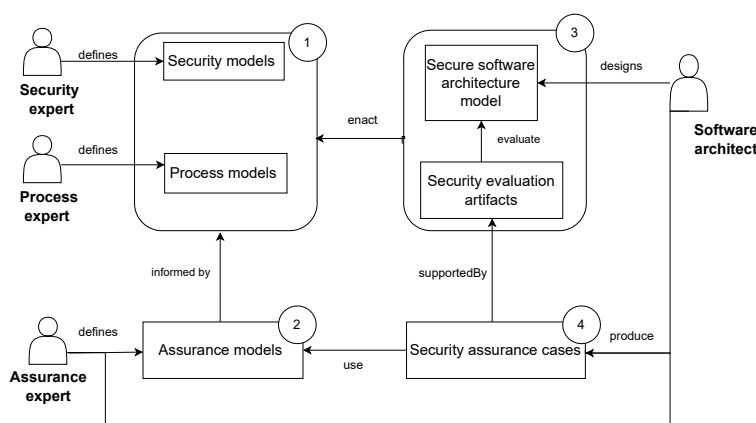 1
3
defines
Security models
Security
expert
Secure software
architecture
model
designs
Software
architect
enact
evaluate
defines
Process models
Process
expert
Security evaluation
artifacts
informed by
supportedBy
2
4
defines
Assurance models
Assurance
expert
use
Security assurance cases
produce